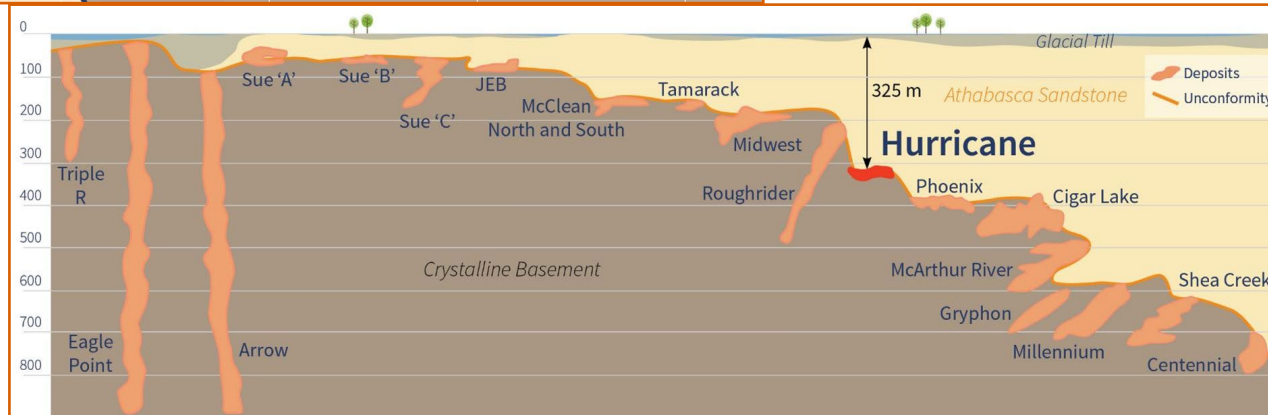 0
Glacial Till
100
200
300
400
500
600
700
800
Deposits
Unconformity
Athabasca Sandstone
325 m
Hurricane
Sue ‘A’
Sue ‘B’
Sue ‘C’
JEB
McClean
North and South
Tamarack
Midwest
Roughrider
Triple
R
Phoenix
Cigar Lake
Crystalline Basement
McArthur River
Shea Creek
Gryphon
Eagle
Point
Arrow
Millennium
Centennial